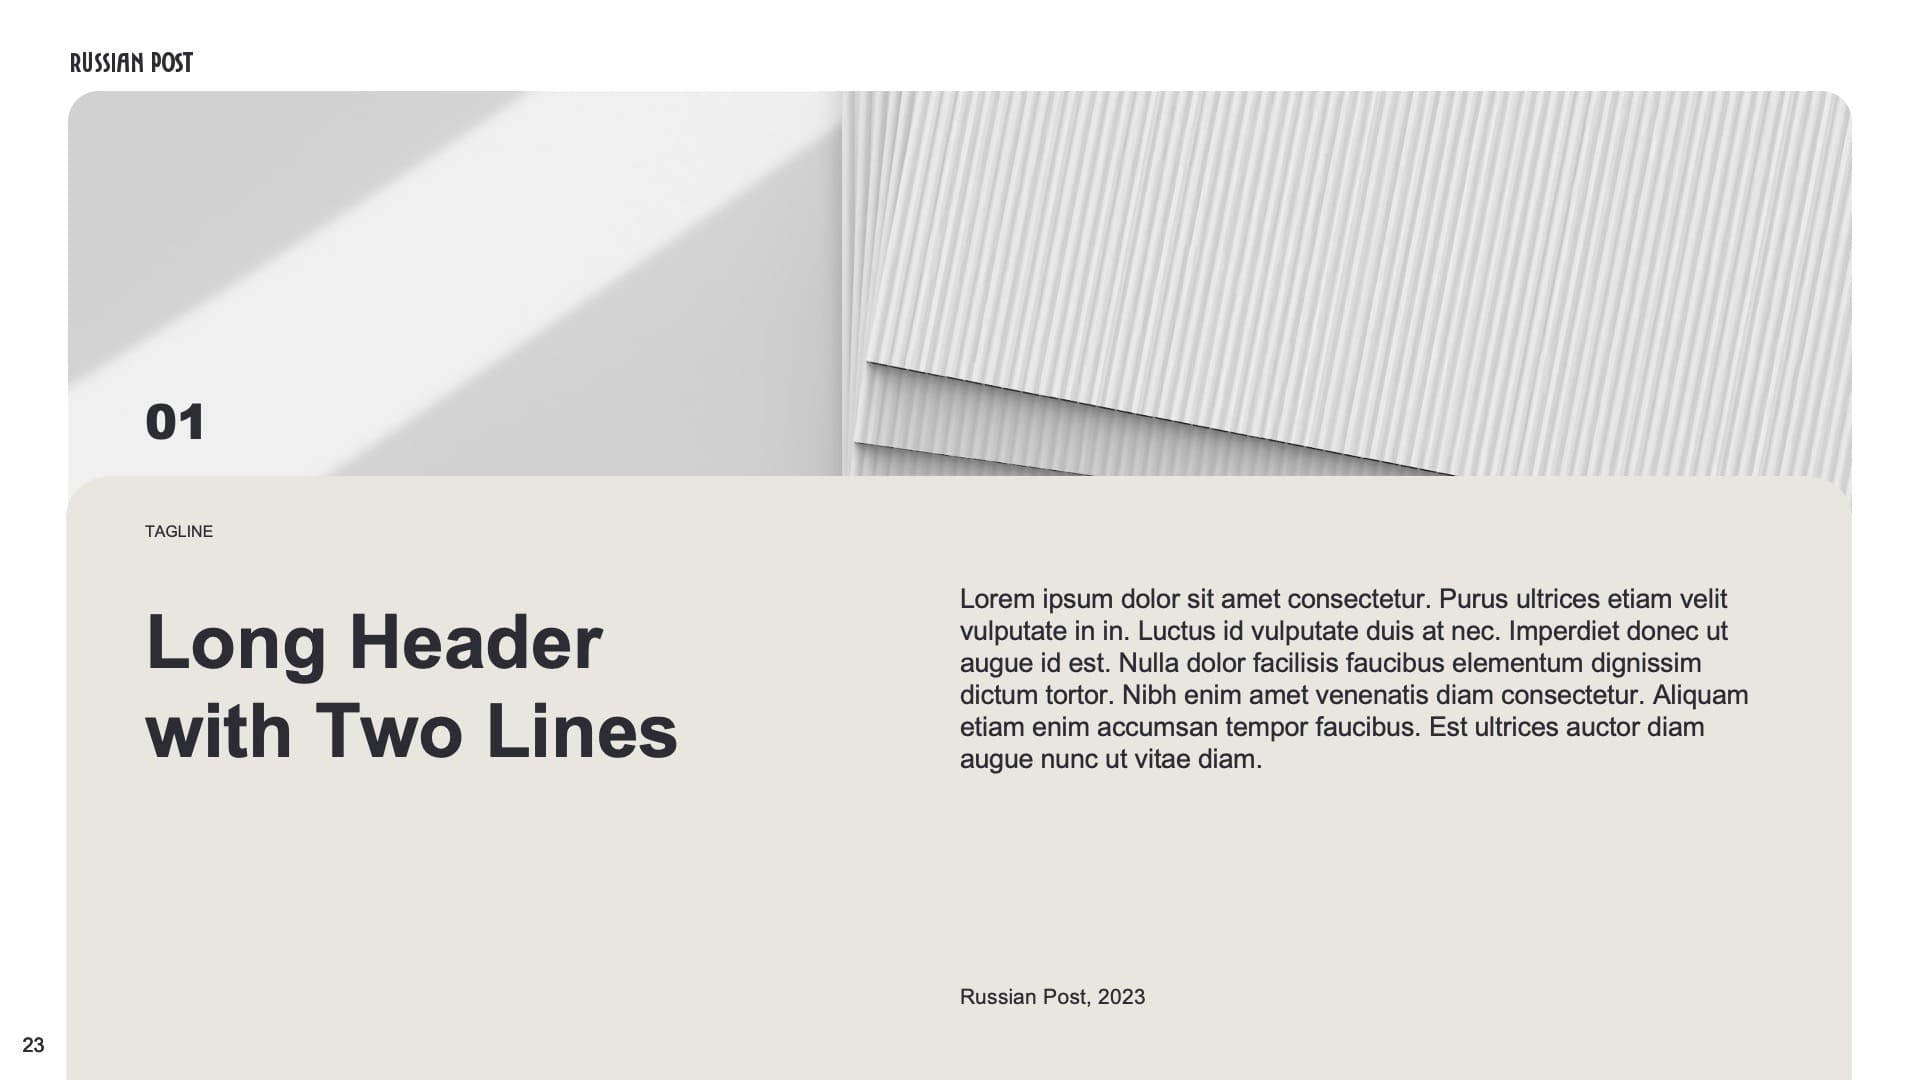 RUSSIAN POST
01
TAGLINE
Long Header
with Two Lines
Lorem ipsum dolor sit amet consectetur. Purus ultrices etiam velit
vulputate in in. Luctus id vulputate duis at nec. Imperdiet donec ut
augue id est. Nulla dolor facilisis faucibus elementum dignissim
dictum tortor. Nibh enim amet venenatis diam consectetur. Aliquam
etiam enim accumsan tempor faucibus. Est ultrices auctor diam
augue nunc ut vitae diam.
Russian Post, 2023
23